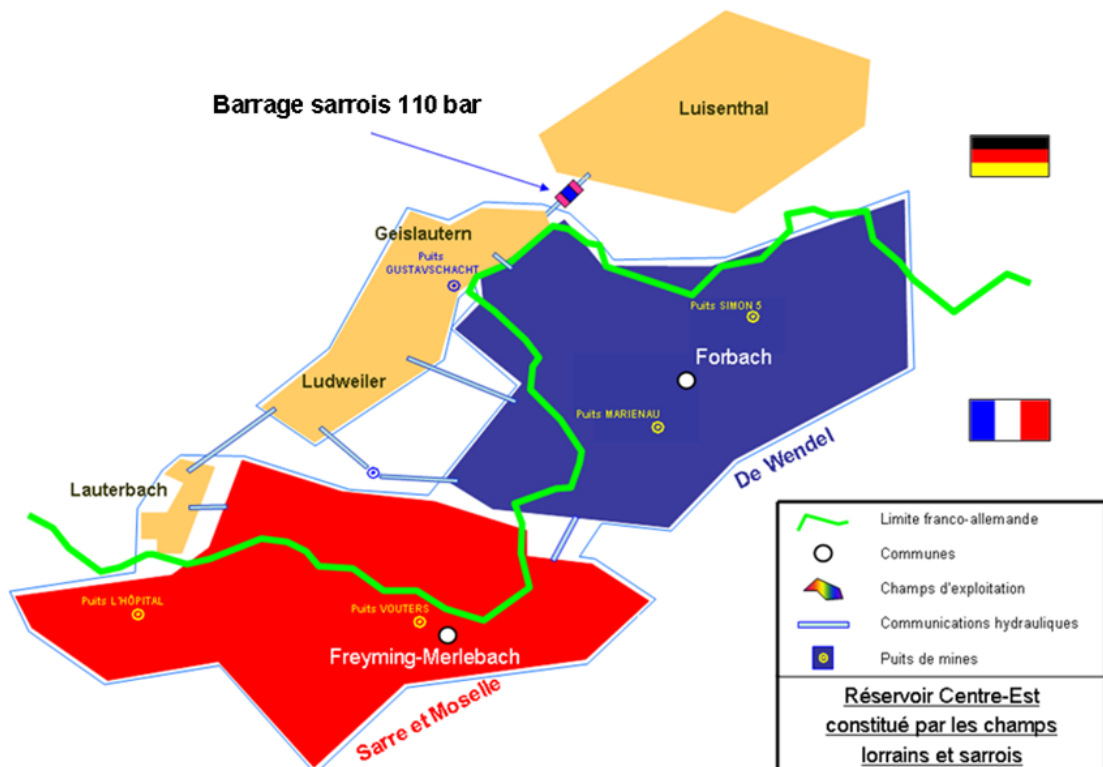 Barrage sarrois 110 bar
Luisenthal
Geislautern
Puits
GUSTAVSCHACHT
Puits SIMON 5
Forbach
Ludweiler
Puits MARIENAU
De Wendel
Lauterbach
Puits L'HÔPITAL
Puits VOUTERS
Freyming-Merlebach
Sarre et Moselle
Limite franco-allemande
Communes
Champs d'exploitation
Communications hydrauliques
Puits de mines
Réservoir Centre-Est
constitué par les champs
lorrains et sarrois